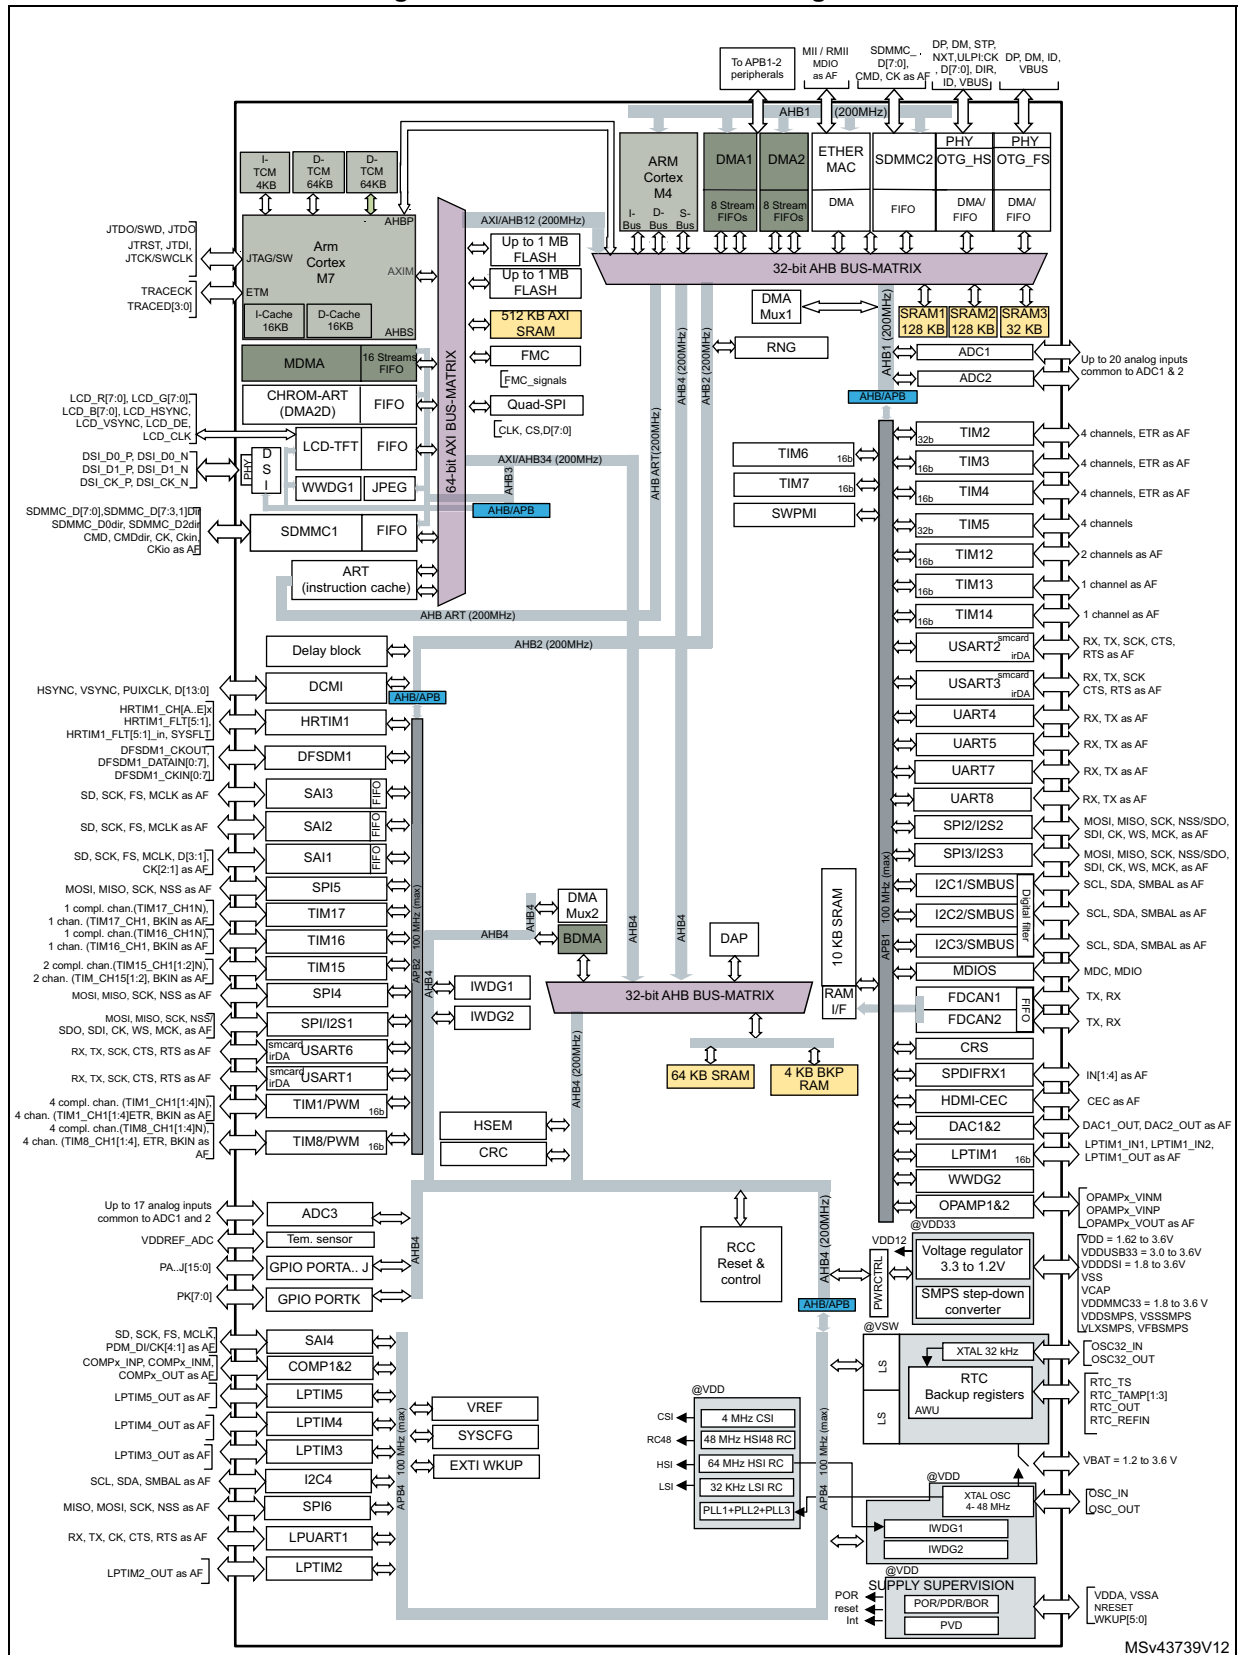 To APB1-2
peripherals
MII / RMII
MDIO
as AF
SDMMC_
D[7:0],
CMD, CK as AF
DP, DM, STP,
NXT,ULPI:CK
, D[7:0], DIR,
ID, VBUS
DP, DM, ID,
VBUS
AHB1 (200MHz)
I-
TCM
4KB
D-
TCM
64KB
D-
TCM
64KB
AHBP
Arm
Cortex
M7
JTAG/SW
ETM
AXIM
AHBS
I-Cache
16KB
D-Cache
16KB
JTDO/SWD, JTDO
JTRST, JTDI,
JTCK/SWCLK
TRACECK
TRACED[3:0]
ARM
Cortex
M4
I-
Bus
D-
Bus
S-
Bus
DMA1
8 Stream
FIFOs
DMA2
8 Stream
FIFOs
ETHER
MAC
DMA
SDMMC2
FIFO
PHY
OTG_HS
DMA/
FIFO
PHY
OTG_FS
DMA/
FIFO
AXI/AHB12 (200MHz)
32-bit AHB BUS-MATRIX
64-bit AXI BUS-MATRIX
Up to 1 MB
FLASH
Up to 1 MB
FLASH
512 KB AXI
SRAM
FMC
FMC_signals
Quad-SPI
CLK, CS,D[7:0]
AXI/AHB34 (200MHz)
AHB3
AHB/APB
DMA
Mux1
RNG
AHB ART(200MHz)
AHB4 (200MHz)
AHB2 (200MHz)
AHB1 (200MHz)
SRAM1
128 KB
SRAM2
128 KB
SRAM3
32 KB
ADC1
ADC2
Up to 20 analog inputs
common to ADC1 & 2
AHB/APB
MDMA
16 Streams
FIFO
CHROM-ART
(DMA2D)
FIFO
LCD-TFT
FIFO
WWDG1
JPEG
PHY
DSI
SDMMC1
FIFO
ART
(instruction cache)
AHB ART (200MHz)
LCD_R[7:0], LCD_G[7:0],
LCD_B[7:0], LCD_HSYNC,
LCD_VSYNC, LCD_DE,
LCD_CLK
DSI_D0_P, DSI_D0_N
DSI_D1_P, DSI_D1_N
DSI_CK_P, DSI_CK_N
SDMMC_D[7:0],SDMMC_D[7:3,1]Dir
SDMMC_D0dir, SDMMC_D2dir
CMD, CMDdir, CK, Ckin,
CKio as AF
TIM6 16b
TIM7 16b
SWPMI
TIM2 32b
4 channels, ETR as AF
TIM3 16b
4 channels, ETR as AF
TIM4 16b
4 channels, ETR as AF
TIM5 32b
4 channels
TIM12 16b
2 channels as AF
TIM13 16b
1 channel as AF
TIM14 16b
1 channel as AF
USART2 smcard irDA
RX, TX, SCK, CTS,
RTS as AF
USART3 smcard irDA
RX, TX, SCK
CTS, RTS as AF
UART4
RX, TX as AF
UART5
RX, TX as AF
UART7
RX, TX as AF
UART8
RX, TX as AF
SPI2/I2S2
MOSI, MISO, SCK, NSS/SDO,
SDI, CK, WS, MCK, as AF
SPI3/I2S3
MOSI, MISO, SCK, NSS/SDO,
SDI, CK, WS, MCK, as AF
I2C1/SMBUS
SCL, SDA, SMBAL as AF
I2C2/SMBUS
SCL, SDA, SMBAL as AF
I2C3/SMBUS
SCL, SDA, SMBAL as AF
Digital filter
MDIOS
MDC, MDIO
FDCAN1
TX, RX
FDCAN2
TX, RX
FIFO
CRS
SPDIFRX1
IN[1:4] as AF
HDMI-CEC
CEC as AF
DAC1&2
DAC1_OUT, DAC2_OUT as AF
LPTIM1 16b
LPTIM1_IN1, LPTIM1_IN2,
LPTIM1_OUT as AF
WWDG2
OPAMP1&2
OPAMPx_VINM
OPAMPx_VINP
OPAMPx_VOUT as AF
APB1 100 MHz (max)
10 KB SRAM
RAM
I/F
AHB2 (200MHz)
AHB/APB
Delay block
DCMI
HSYNC, VSYNC, PUIXCLK, D[13:0]
HRTIM1
HRTIM1_CH[A..E]x
HRTIM1_FLT[5:1],
HRTIM1_FLT[5:1]_in, SYSFLT
DFSDM1
DFSDM1_CKOUT,
DFSDM1_DATAIN[0:7],
DFSDM1_CKIN[0:7]
SAI3 FIFO
SD, SCK, FS, MCLK as AF
SAI2 FIFO
SD, SCK, FS, MCLK as AF
SAI1 FIFO
SD, SCK, FS, MCLK, D[3:1],
CK[2:1] as AF
SPI5
MOSI, MISO, SCK, NSS as AF
TIM17
1 compl. chan.(TIM17_CH1N),
1 chan. (TIM17_CH1, BKIN as AF
TIM16
1 compl. chan.(TIM16_CH1N),
1 chan. (TIM16_CH1, BKIN as AF
TIM15
2 compl. chan.(TIM15_CH1[1:2]N),
2 chan. (TIM_CH15[1:2], BKIN as AF
SPI4
MOSI, MISO, SCK, NSS as AF
SPI/I2S1
MOSI, MISO, SCK, NSS/
SDO, SDI, CK, WS, MCK, as AF
smcard irDA USART6
RX, TX, SCK, CTS, RTS as AF
smcard irDA USART1
RX, TX, SCK, CTS, RTS as AF
TIM1/PWM 16b
4 compl. chan. (TIM1_CH1[1:4]N),
4 chan. (TIM1_CH1[1:4]ETR, BKIN as AF
TIM8/PWM 16b
4 compl. chan.(TIM8_CH1[1:4]N),
4 chan. (TIM8_CH1[1:4], ETR, BKIN as
AF
APB2 100 MHz (max)
AHB4
AHB4
AHB4
DMA
Mux2
BDMA
AHB4
AHB4
DAP
32-bit AHB BUS-MATRIX
IWDG1
IWDG2
64 KB SRAM
4 KB BKP
RAM
AHB4 (200MHz)
HSEM
CRC
ADC3
Up to 17 analog inputs
common to ADC1 and 2
Tem. sensor
VDDREF_ADC
GPIO PORTA.. J
PA..J[15:0]
GPIO PORTK
PK[7:0]
AHB4
RCC
Reset &
control
AHB4 (200MHz)
AHB/APB
PWRCTRL
VDD12
@VDD33
Voltage regulator
3.3 to 1.2V
SMPS step-down
converter
VDD = 1.62 to 3.6V
VDDUSB33 = 3.0 to 3.6V
VDDDSI = 1.8 to 3.6V
VSS
VCAP
VDDMMC33 = 1.8 to 3.6 V
VDDSMPS, VSSSMPS
VLXSMPS, VFBSMPS
@VSW
LS
LS
XTAL 32 kHz
RTC
Backup registers
AWU
OSC32_IN
OSC32_OUT
RTC_TS
RTC_TAMP[1:3]
RTC_OUT
RTC_REFIN
VBAT = 1.2 to 3.6 V
SAI4
SD, SCK, FS, MCLK,
PDM_DI/CK[4:1] as AF
COMP1&2
COMPx_INP, COMPx_INM,
COMPx_OUT as AF
LPTIM5
LPTIM5_OUT as AF
LPTIM4
LPTIM4_OUT as AF
LPTIM3
LPTIM3_OUT as AF
I2C4
SCL, SDA, SMBAL as AF
SPI6
MISO, MOSI, SCK, NSS as AF
LPUART1
RX, TX, CK, CTS, RTS as AF
LPTIM2
LPTIM2_OUT as AF
APB4 100 MHz (max)
VREF
SYSCFG
EXTI WKUP
@VDD
CSI
4 MHz CSI
RC48
48 MHz HSI48 RC
HSI
64 MHz HSI RC
LSI
32 KHz LSI RC
PLL1+PLL2+PLL3
APB4 100 MHz (max)
@VDD
XTAL OSC
4- 48 MHz
IWDG1
IWDG2
OSC_IN
OSC_OUT
@VDD
SUPPLY SUPERVISION
POR
reset
Int
POR/PDR/BOR
PVD
VDDA, VSSA
NRESET
WKUP[5:0]
MSv43739V12